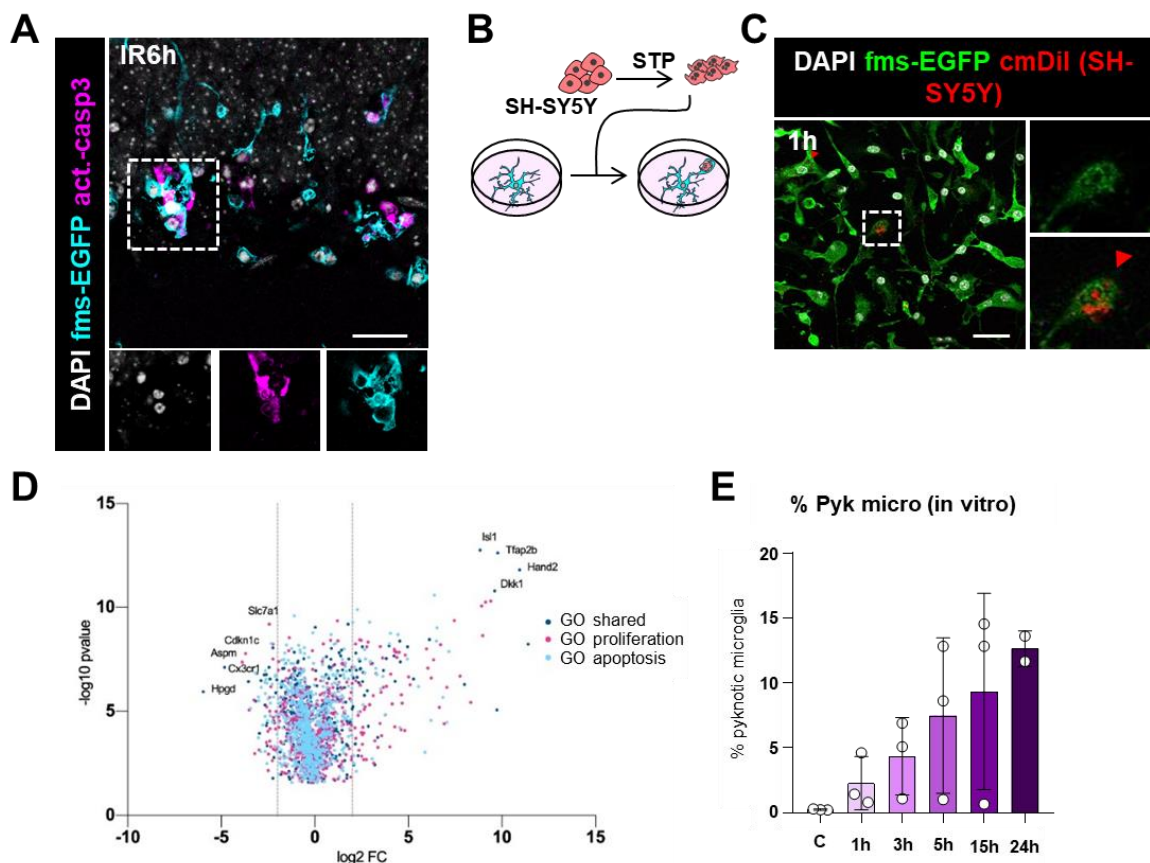 A
DAPI fms-EGFP act.-casp3
IR6h
B
STP
SH-SY5Y
C
DAPI fms-EGFP cmDil (SH-
SY5Y)
1h
D
15
10
5
0
-log10 pvalue
-10
-5
0
5
10
15
log2 FC
Isl1
Tfap2b
Hand2
Dkk1
Slc7a1
Cdkn1c
Aspm
Cx3cr1
Hpgd
GO shared
GO proliferation
GO apoptosis
E
% Pyk micro (in vitro)
% pyknotic microglia
20
15
10
5
0
C
1h
3h
5h
15h
24h